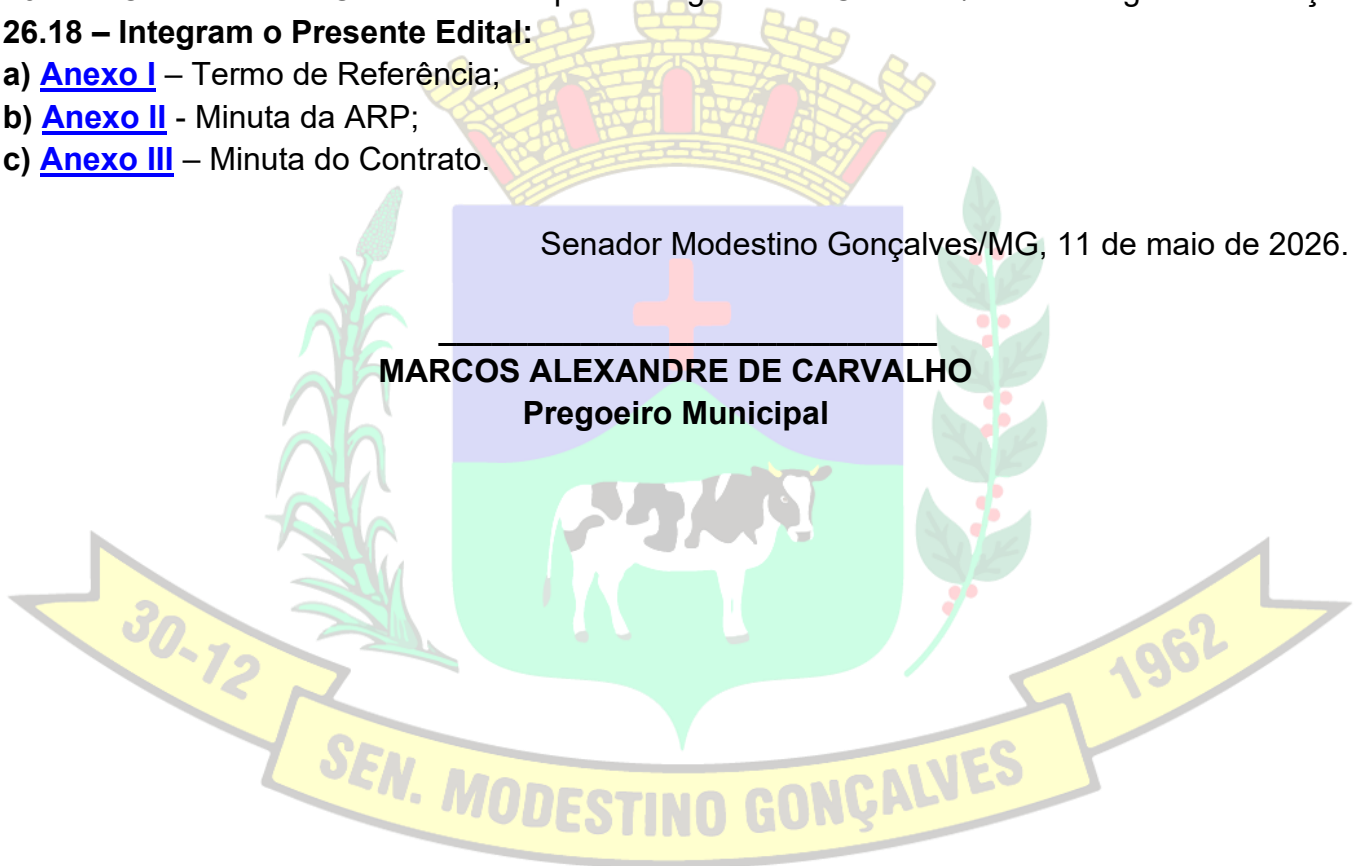 26.18 – Integram o Presente Edital:
a) Anexo I – Termo de Referência;
b) Anexo II - Minuta da ARP;
c) Anexo III – Minuta do Contrato.
Senador Modestino Gonçalves/MG, 11 de maio de 2026.
MARCOS ALEXANDRE DE CARVALHO
Pregoeiro Municipal
30-12
1962
SEN. MODESTINO GONÇALVES